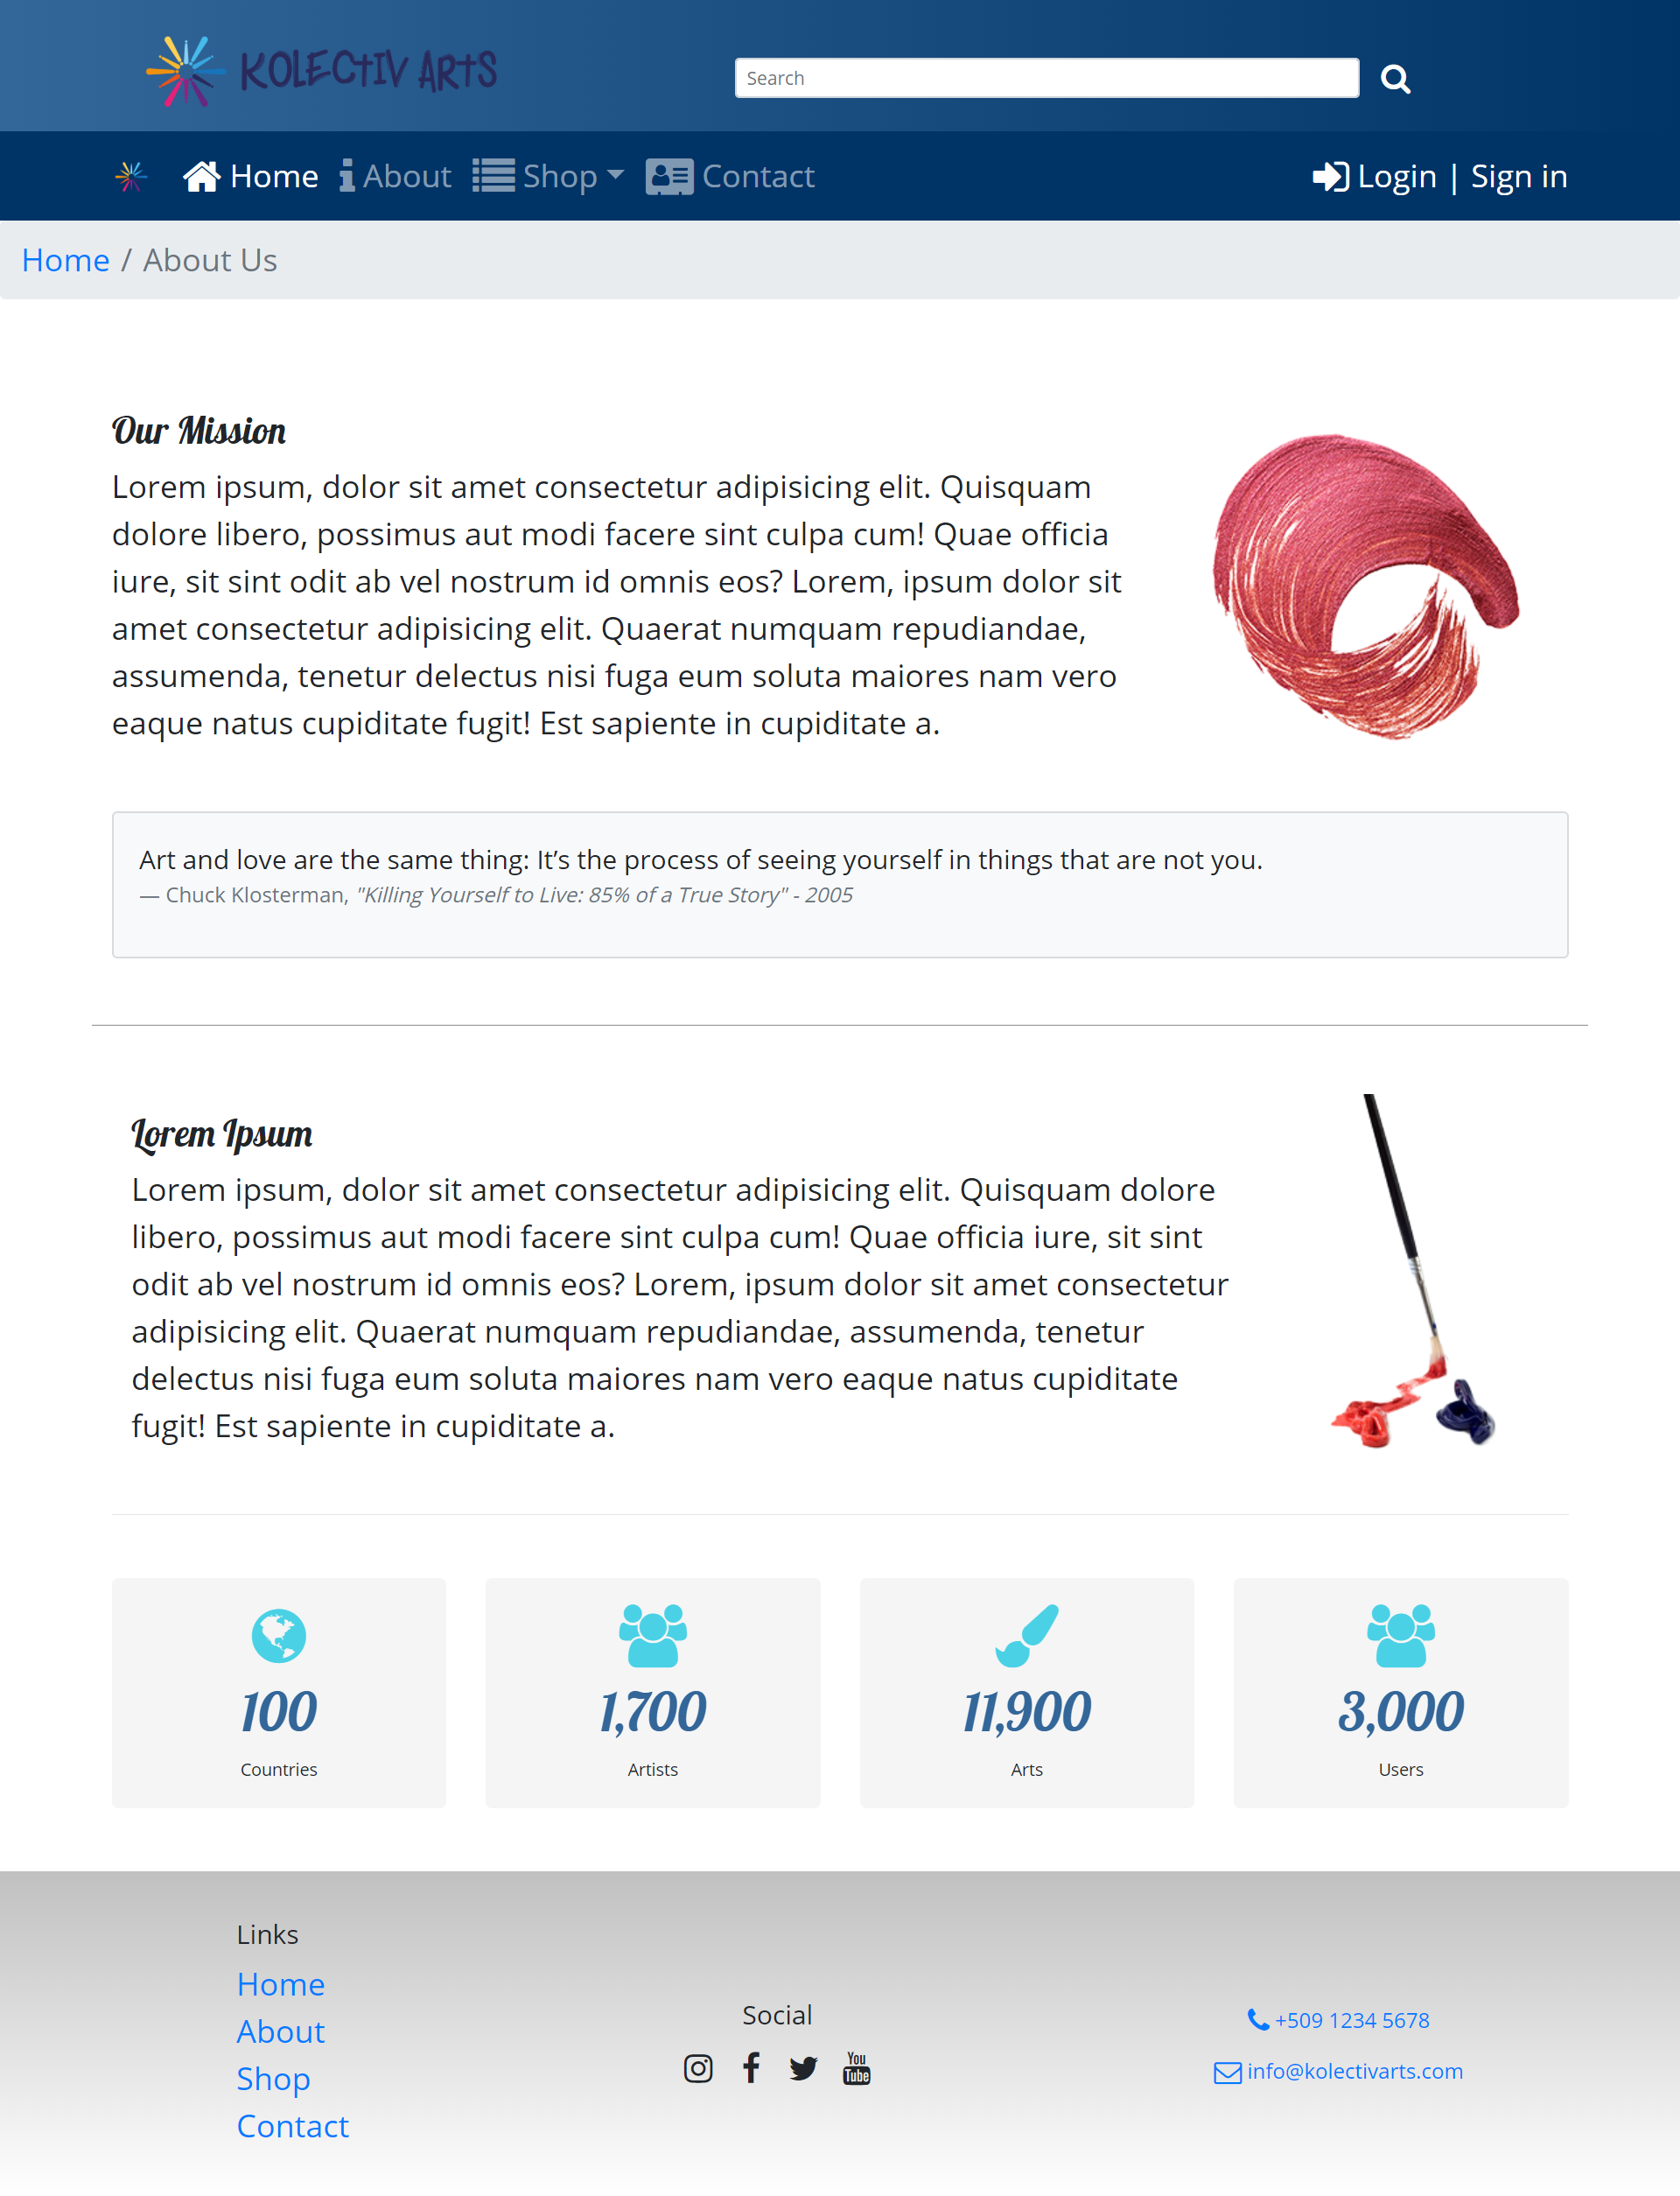 KOLECTIV ARTS
Search
Home About Shop Contact Login | Sign in
Home / About Us
Our Mission
Lorem ipsum, dolor sit amet consectetur adipisicing elit. Quisquam
dolore libero, possimus aut modi facere sint culpa cum! Quae officia
iure, sit sint odit ab vel nostrum id omnis eos? Lorem, ipsum dolor sit
amet consectetur adipisicing elit. Quaerat numquam repudiandae,
assumenda, tenetur delectus nisi fuga eum soluta maiores nam vero
eaque natus cupiditate fugit! Est sapiente in cupiditate a.
Art and love are the same thing: It’s the process of seeing yourself in things that are not you.
— Chuck Klosterman, "Killing Yourself to Live: 85% of a True Story" - 2005
Lorem Ipsum
Lorem ipsum, dolor sit amet consectetur adipisicing elit. Quisquam dolore
libero, possimus aut modi facere sint culpa cum! Quae officia iure, sit sint
odit ab vel nostrum id omnis eos? Lorem, ipsum dolor sit amet consectetur
adipisicing elit. Quaerat numquam repudiandae, assumenda, tenetur
delectus nisi fuga eum soluta maiores nam vero eaque natus cupiditate
fugit! Est sapiente in cupiditate a.
100
Countries
1,700
Artists
11,900
Arts
3,000
Users
Links
Home
About
Shop
Contact
Social
You
Tube
+509 1234 5678
info@kolectivarts.com